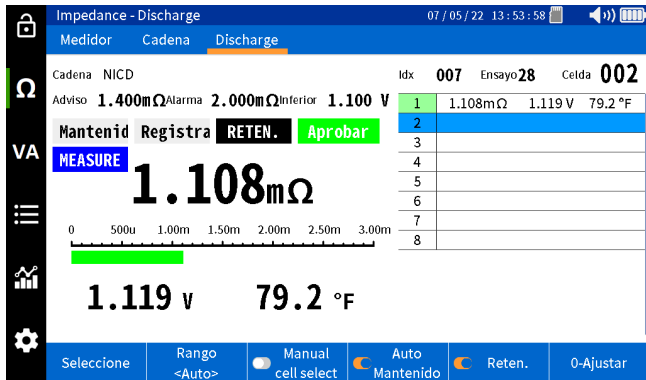 Impedance - Discharge 07 / 05 / 22 13 : 53 : 58
Medidor Cadena Discharge
Cadena NICD
Idx 007 Ensayo 28 Celda 002
Adviso 1.400mΩ Alarma 2.000mΩ Inferior 1.100 V
Mantenid Registra RETEN. Aprobar
MEASURE
1.108mΩ
0 500u 1.00m 1.50m 2.00m 2.50m 3.00m
1.119 V 79.2 °F
1 1.108mΩ 1.119 V 79.2 °F
2
3
4
5
6
7
8
Ω
VA
Seleccione
Rango
<Auto>
Manual
cell select
Auto
Mantenido
Reten.
0-Ajustar